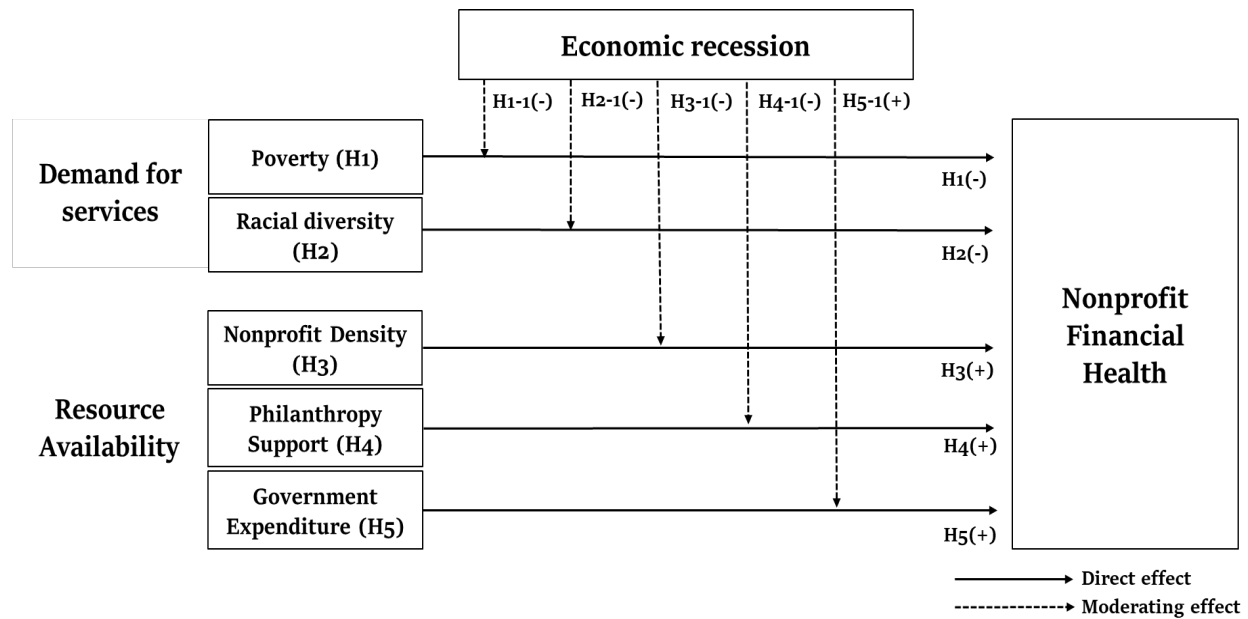 Economic recession
H1-1(-)
H2-1(-)
H3-1(-)
H4-1(-)
H5-1(+)
Demand for
services
Poverty (H1)
H1(-)
Racial diversity
(H2)
H2(-)
Resource
Availability
Nonprofit Density
(H3)
H3(+)
Philanthropy
Support (H4)
H4(+)
Government
Expenditure (H5)
H5(+)
Nonprofit
Financial
Health
Direct effect
Moderating effect